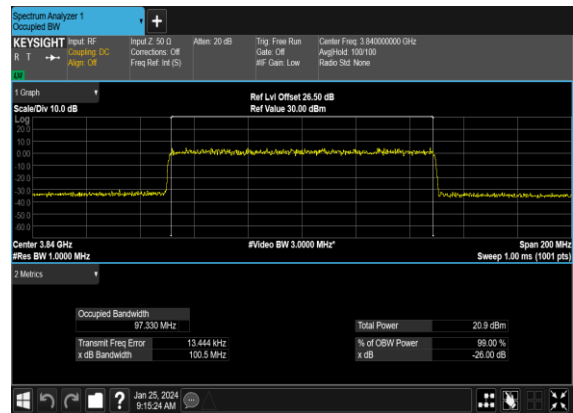 Spectrum Analyzer 1
Occupied BW
+
KEYSIGHT Input: RF Input Z: 50 Ω Atten: 20 dB Trig: Free Run Center Freq: 3.840000000 GHz
R T Coupling: DC Corrections: Off Gate: Off Avg|Hold: 100/100
Align: Off Freq Ref: Int (S) #IF Gain: Low Radio Std: None
1 Graph
Ref Lvl Offset 26.50 dB
Scale/Div 10.0 dB Ref Value 30.00 dBm
Log
20.0
10.0
0.00
-10.0
-20.0
-30.0
-40.0
-50.0
-60.0
Center 3.84 GHz #Video BW 3.0000 MHz* Span 200 MHz
#Res BW 1.0000 MHz Sweep 1.00 ms (1001 pts)
2 Metrics
Occupied Bandwidth
97.330 MHz Total Power 20.9 dBm
Transmit Freq Error 13.444 kHz % of OBW Power 99.00 %
x dB Bandwidth 100.5 MHz x dB -26.00 dB
? Jan 25, 2024
9:15:24 AM